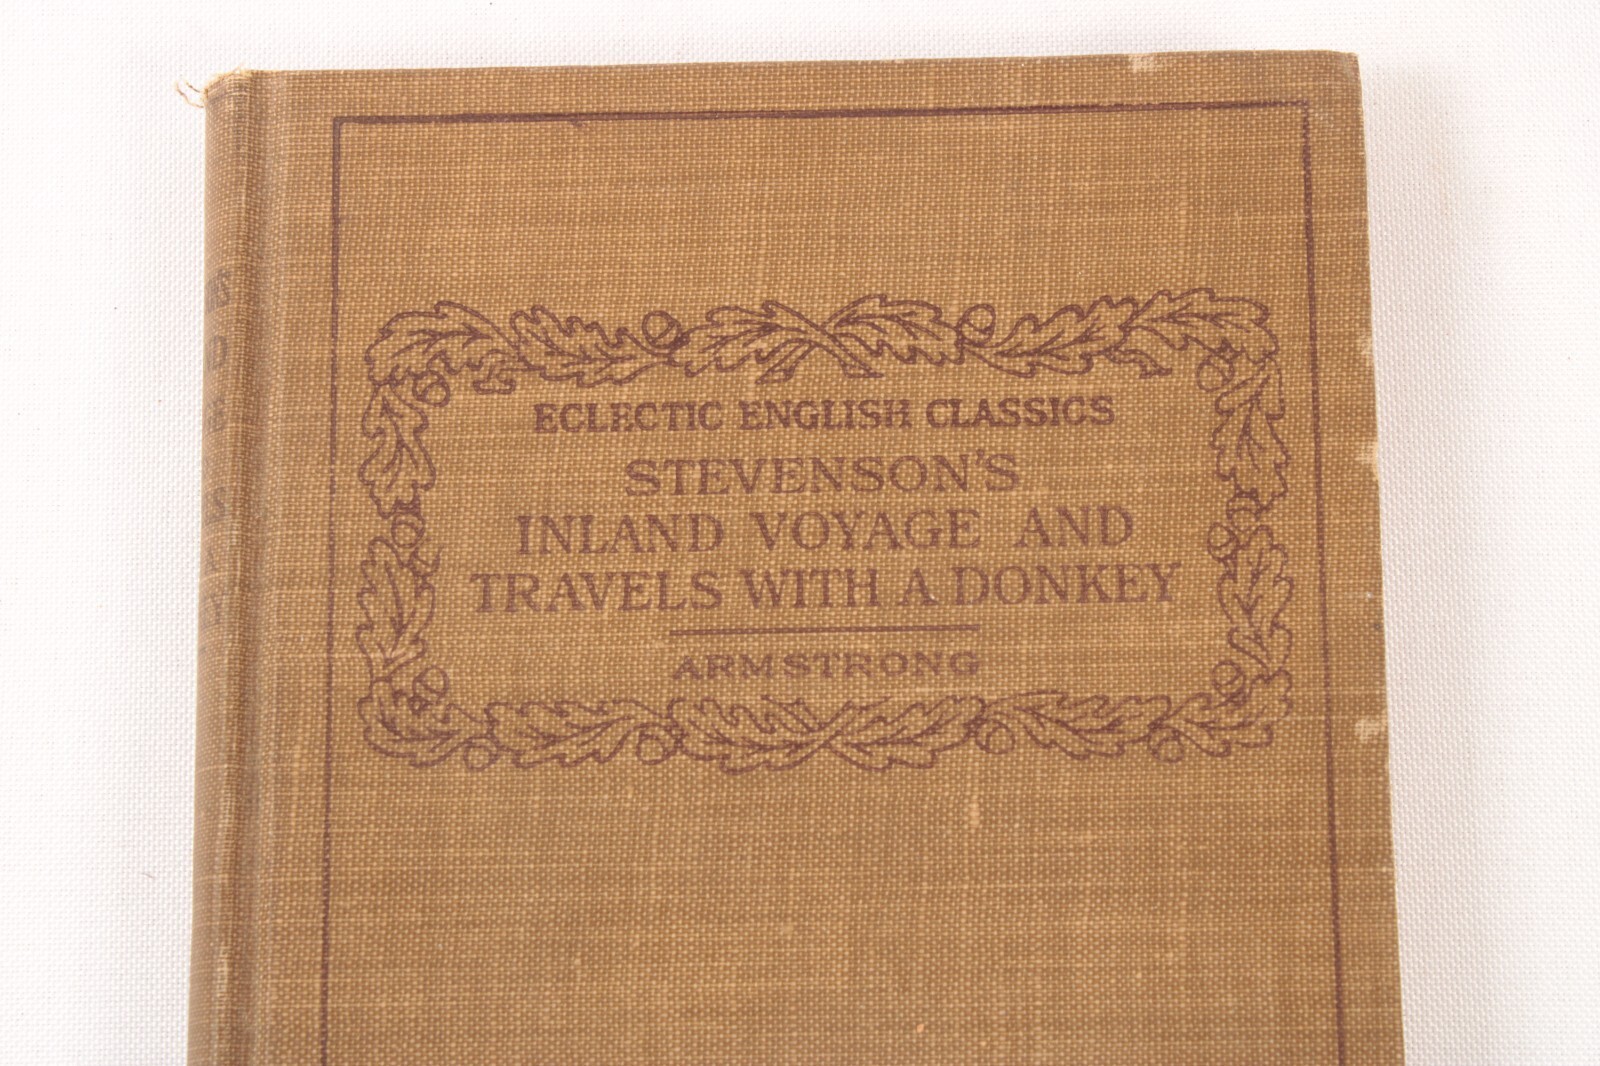 ECLECTIC ENGLISH CLASSICS
STEVENSON'S
INLAND VOYAGE AND
TRAVELS WITH A DONKEY
ARMSTRONG